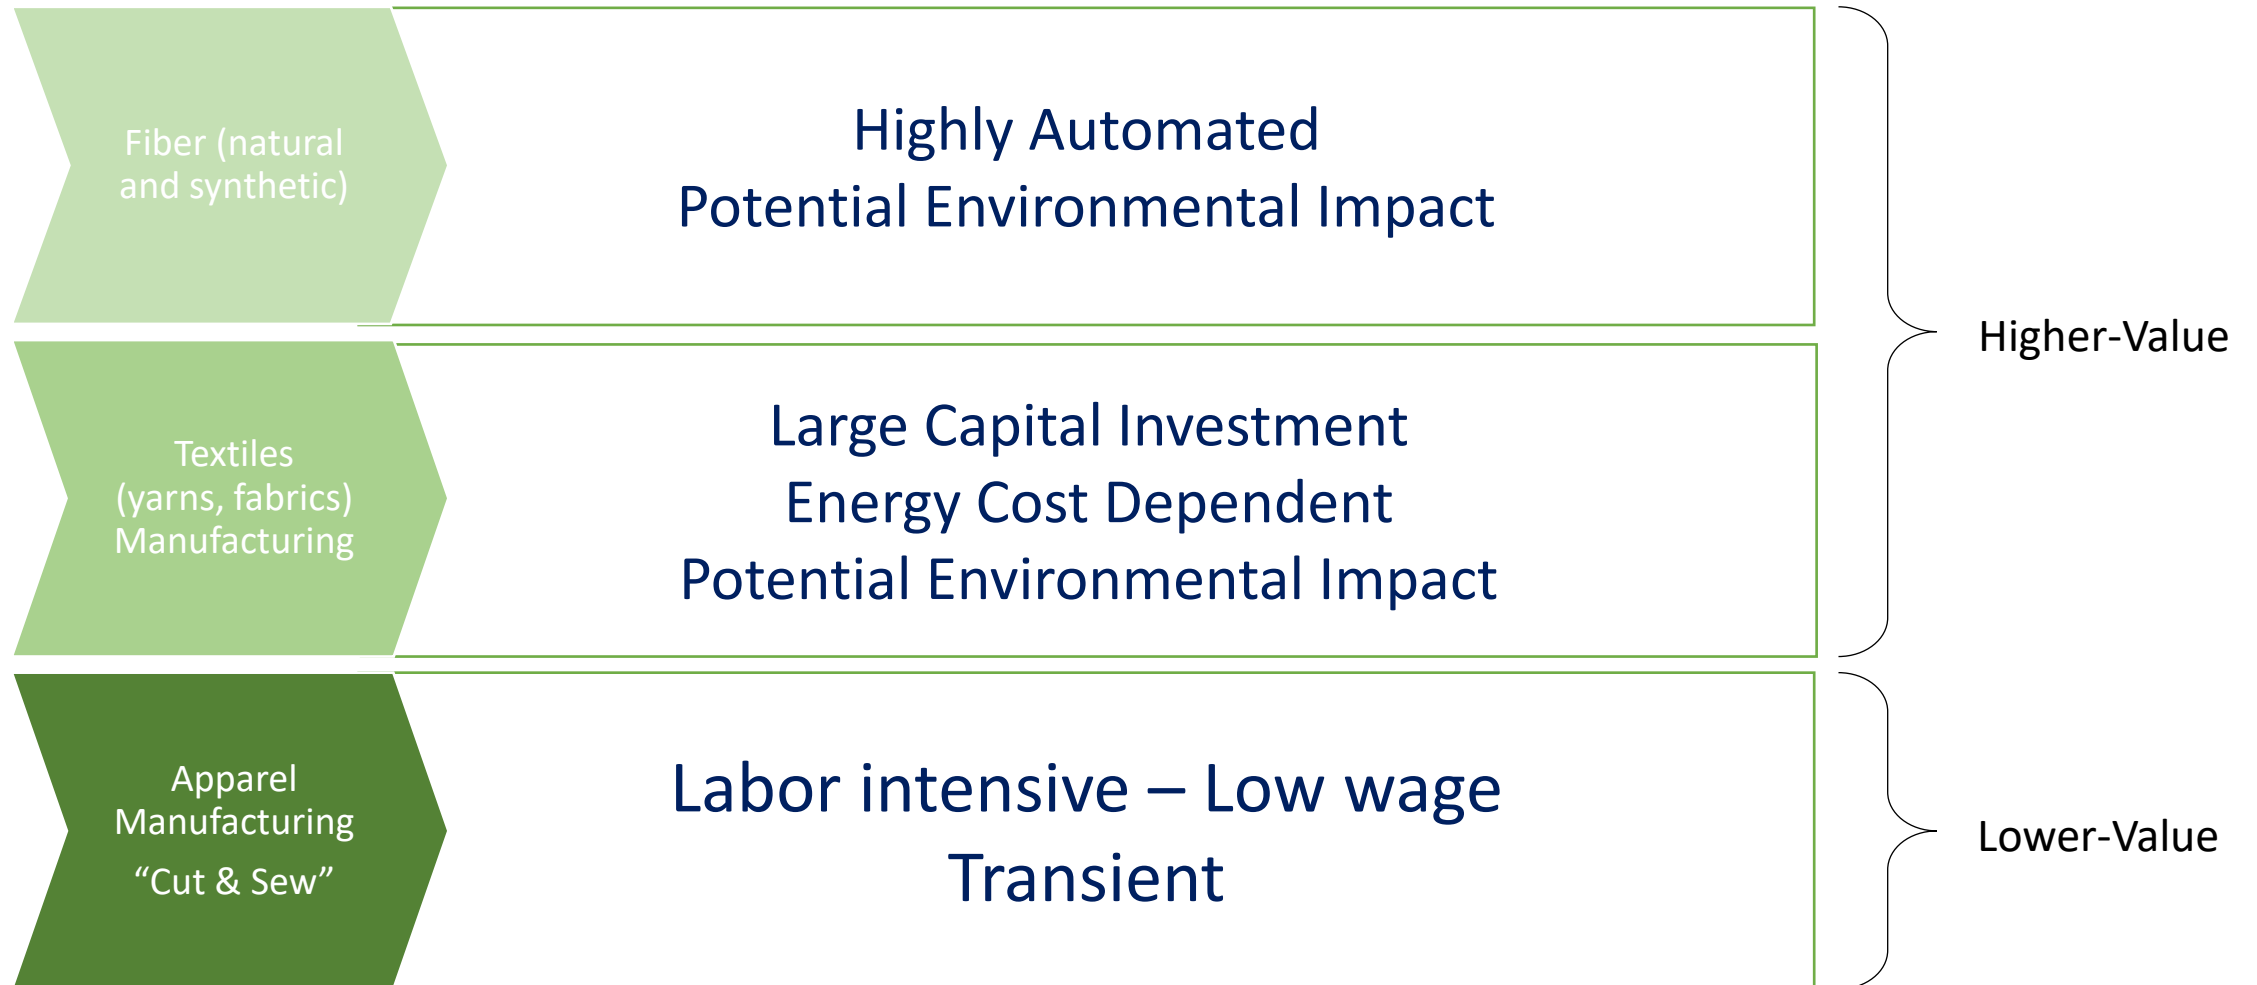 Fiber (natural
and synthetic)
Highly Automated
Potential Environmental Impact
Higher-Value
Textiles
(yarns, fabrics)
Manufacturing
Large Capital Investment
Energy Cost Dependent
Potential Environmental Impact
Apparel
Manufacturing
“Cut & Sew”
Labor intensive – Low wage
Transient
Lower-Value